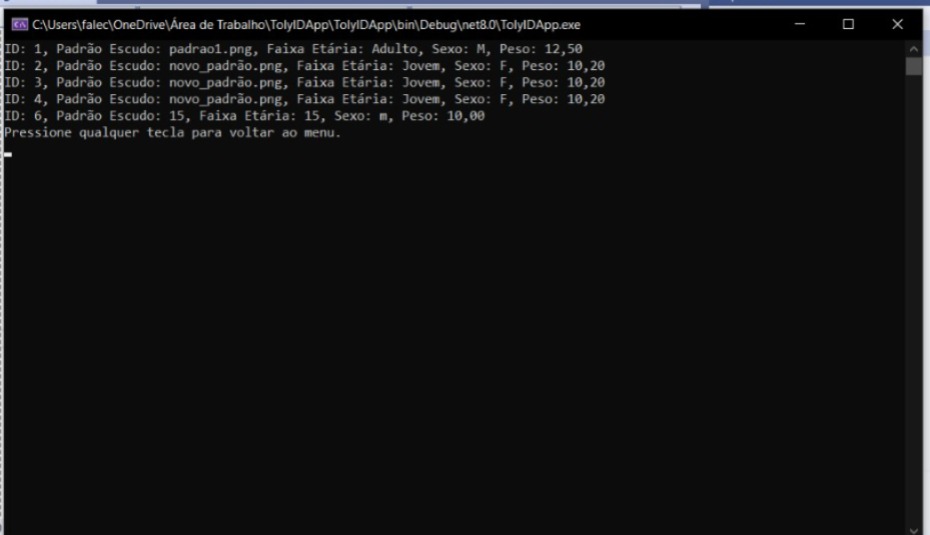 C:\Users\falec\OneDrive\Área de Trabalho\TolyIDApp\TolyIDApp\bin\Debug\net8.0\TolyIDApp.exe
ID: 1, Padrão Escudo: padrao1.png, Faixa Etária: Adulto, Sexo: M, Peso: 12,50
ID: 2, Padrão Escudo: novo_padrão.png, Faixa Etária: Jovem, Sexo: F, Peso: 10,20
ID: 3, Padrão Escudo: novo_padrão.png, Faixa Etária: Jovem, Sexo: F, Peso: 10,20
ID: 4, Padrão Escudo: novo_padrão.png, Faixa Etária: Jovem, Sexo: F, Peso: 10,20
ID: 6, Padrão Escudo: 15, Faixa Etária: 15, Sexo: m, Peso: 10,00
Pressione qualquer tecla para voltar ao menu.